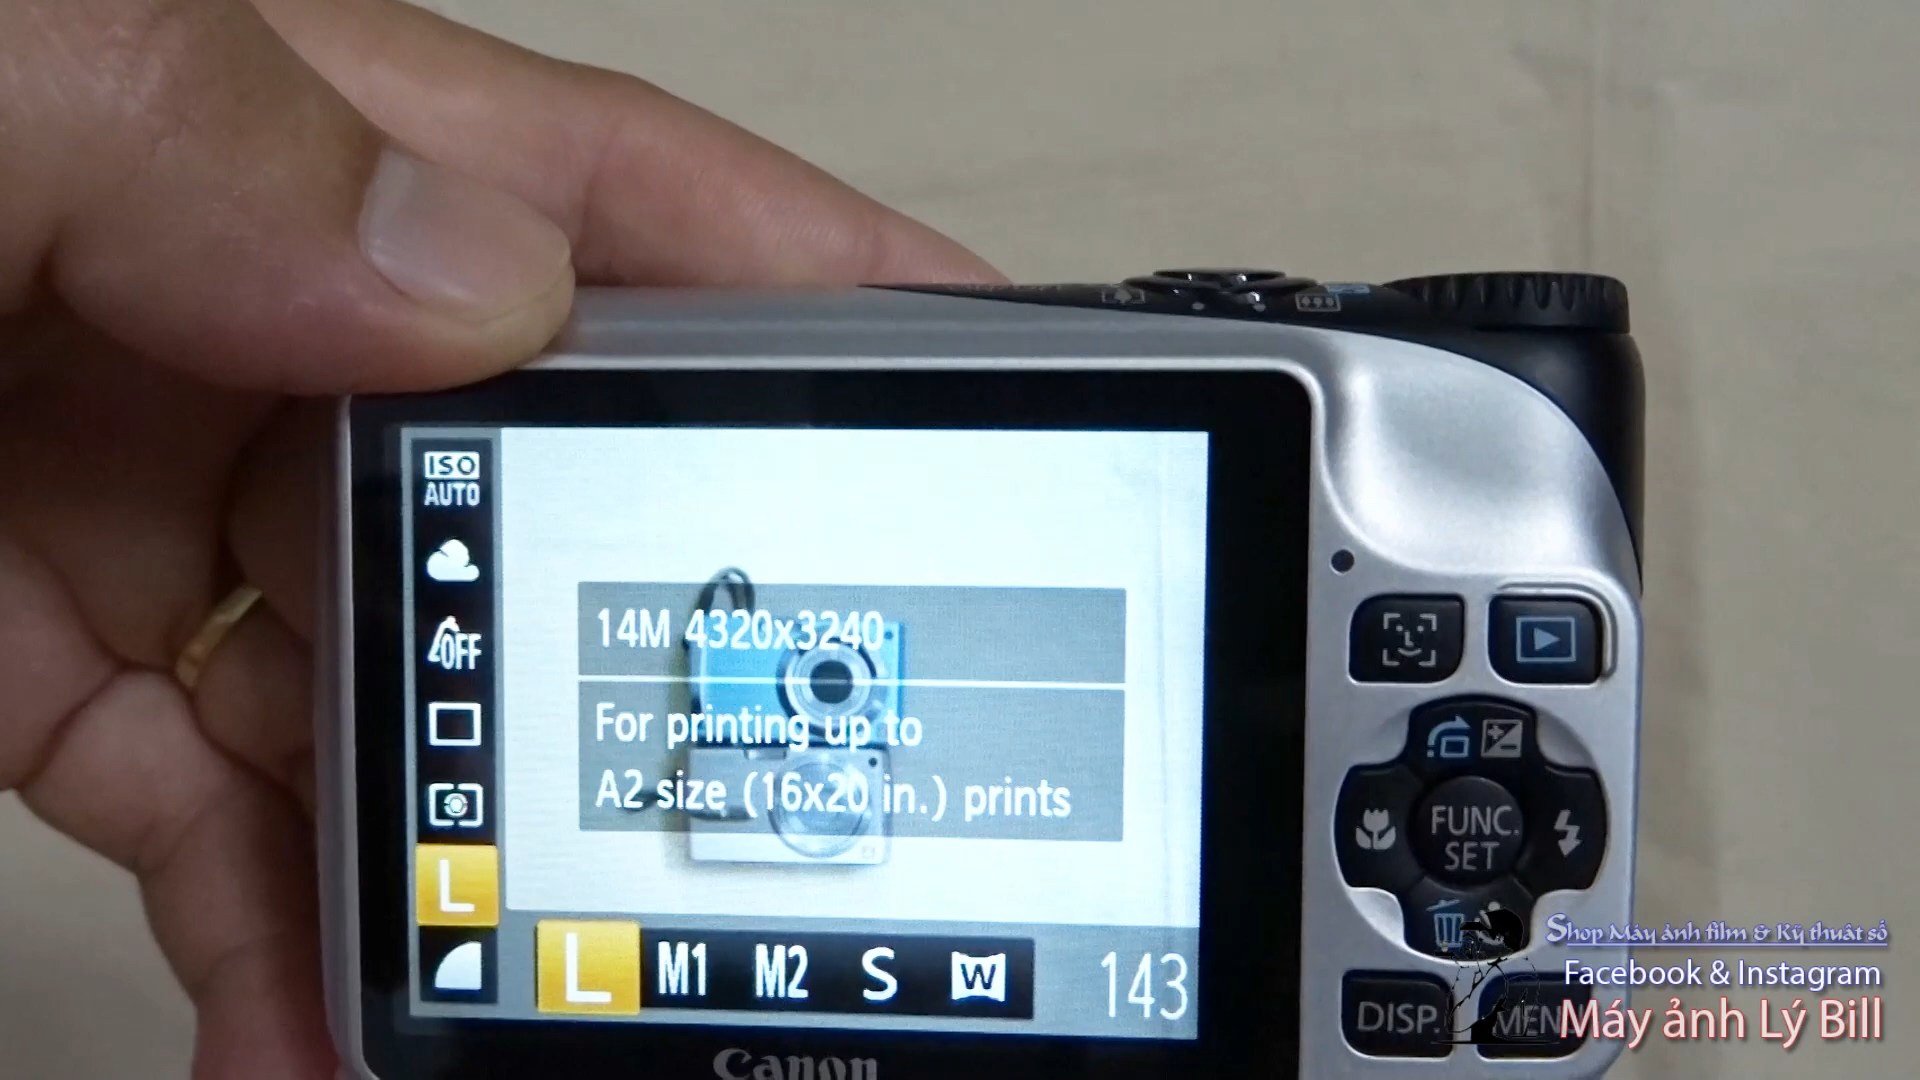 ISO
AUTO
OFF
14M 4320x3240
For printing up to
A2 size (16x20 in.) prints
L
L M1 M2 S W 143
FUNC.
SET
DISP.
MEN
Canon
Shop Máy ảnh film & Kỹ thuật số
Facebook & Instagram
Máy ảnh Lý Bill